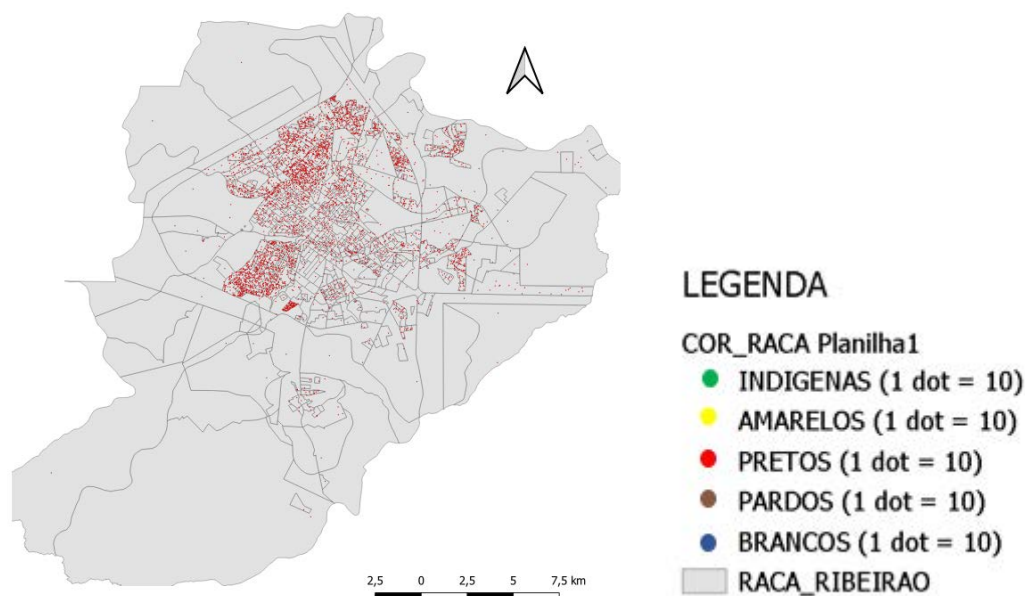 LEGENDA
COR_RACA Planilha1
INDIGENAS (1 dot = 10)
AMARELOS (1 dot = 10)
PRETOS (1 dot = 10)
PARDOS (1 dot = 10)
BRANCOS (1 dot = 10)
RACA_RIBEIRAO
2,5 0 2,5 5 7,5 km